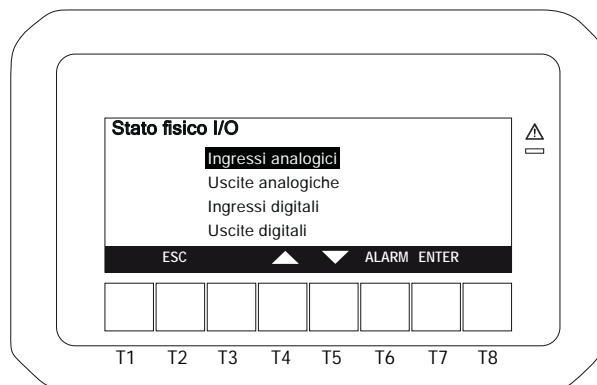 Stato fisico I/O
Ingressi analogici
Uscite analogiche
Ingressi digitali
Uscite digitali
ESC ALARM ENTER
T1 T2 T3 T4 T5 T6 T7 T8